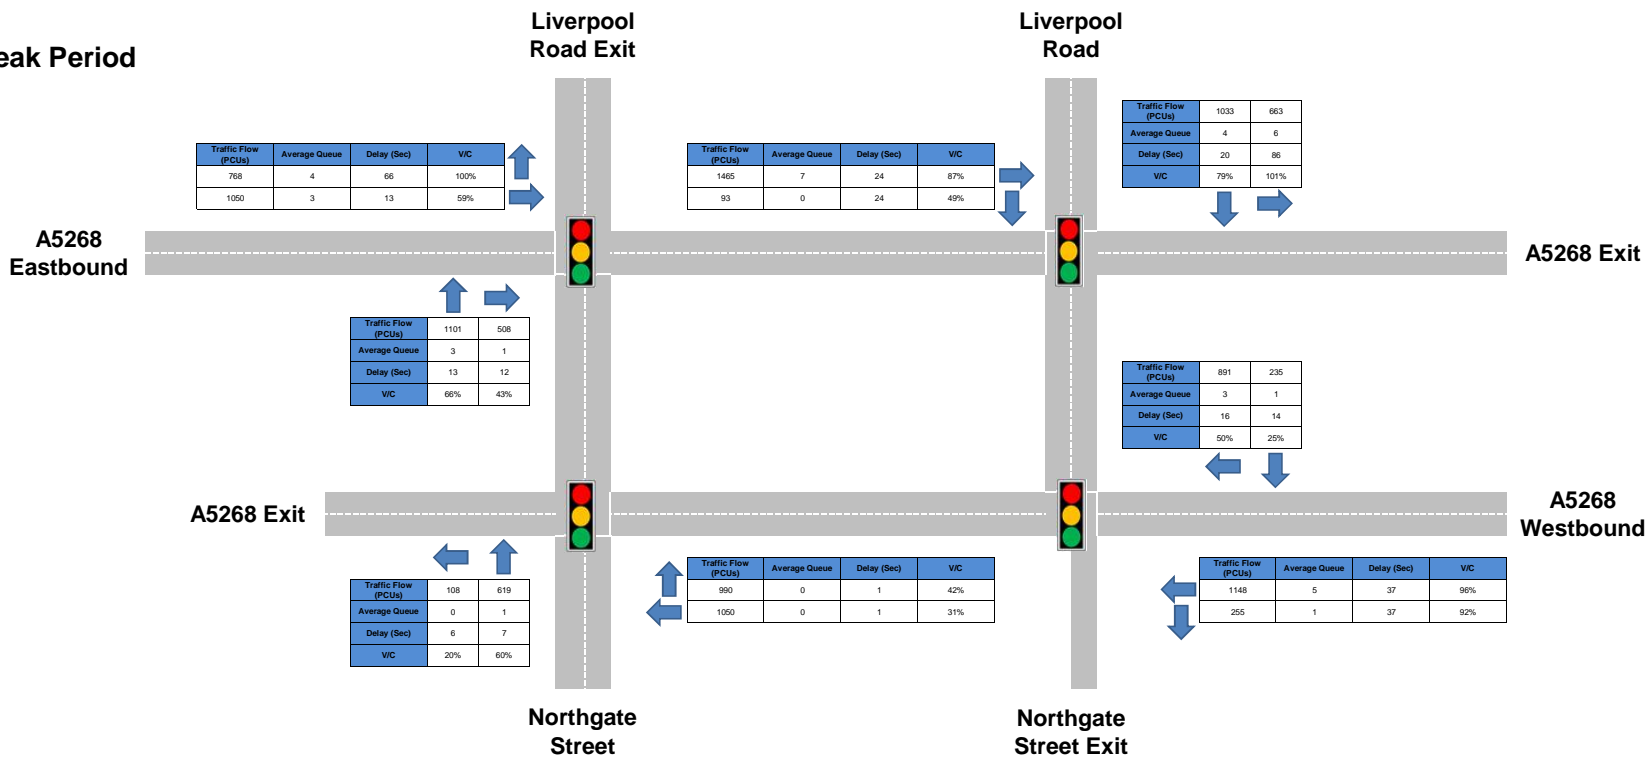 Liverpool
Road Exit
Liverpool
Road
eak Period
Traffic Flow
(PCUs) Average Queue Delay (Sec) V/C
768 4 66 100%
1050 3 13 59%
Traffic Flow
(PCUs) Average Queue Delay (Sec) V/C
1465 7 24 87%
93 0 24 49%
Traffic Flow
(PCUs) 1033 663
Average Queue 4 6
Delay (Sec) 20 86
V/C 79% 101%
A5268
Eastbound
A5268 Exit
Traffic Flow
(PCUs) 1101 508
Average Queue 3 1
Delay (Sec) 13 12
V/C 66% 43%
Traffic Flow
(PCUs) 891 235
Average Queue 3 1
Delay (Sec) 16 14
V/C 50% 25%
A5268 Exit
A5268
Westbound
Traffic Flow
(PCUs) 108 619
Average Queue 0 1
Delay (Sec) 6 7
V/C 20% 60%
Traffic Flow
(PCUs) Average Queue Delay (Sec) V/C
990 0 1 42%
1050 0 1 31%
Traffic Flow
(PCUs) Average Queue Delay (Sec) V/C
1148 5 37 96%
255 1 37 92%
Northgate
Street
Northgate
Street Exit